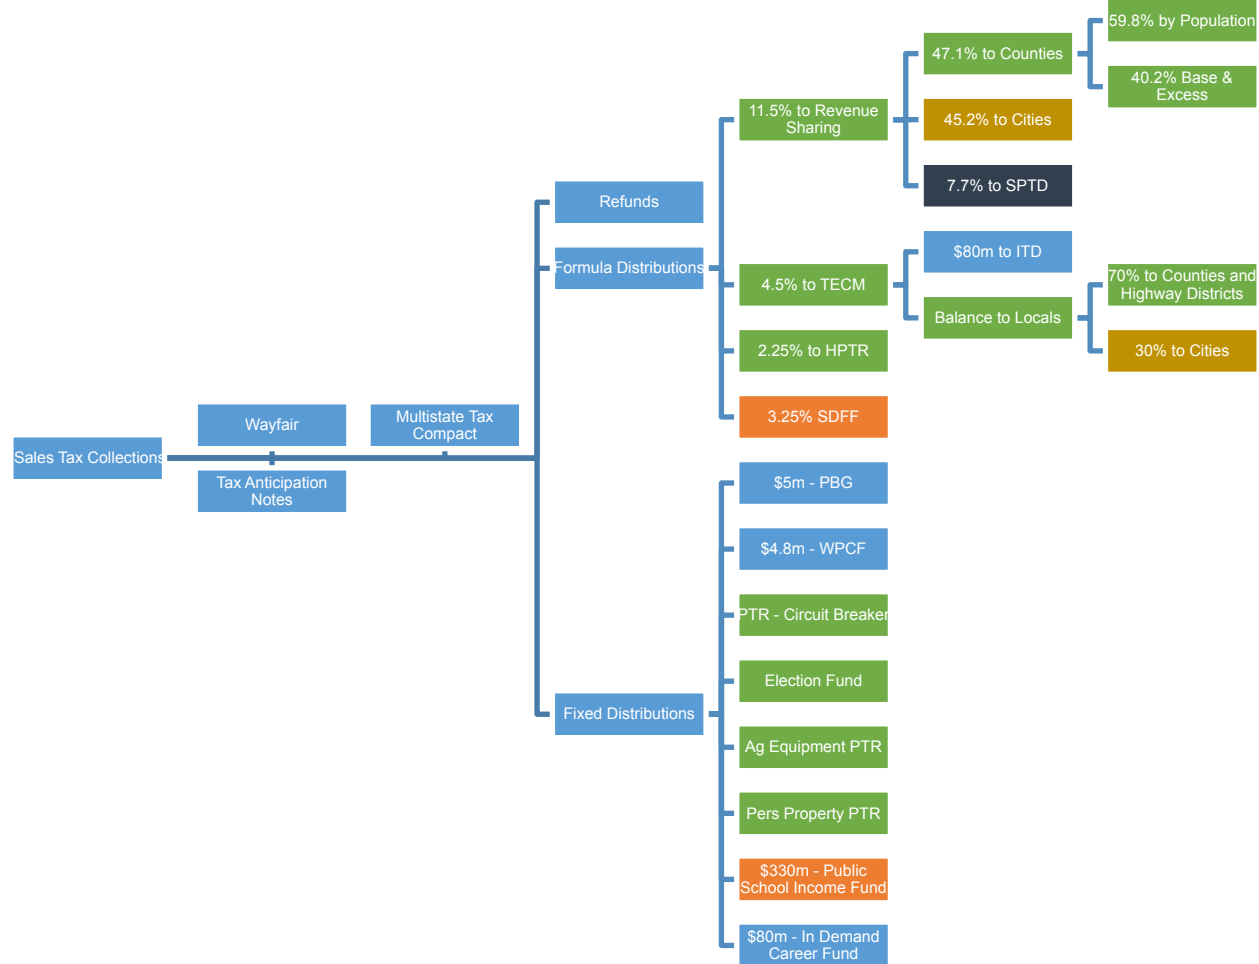 Sales Tax Collections
Wayfair
Tax Anticipation
Notes
Multistate Tax
Compact
Refunds
Formula Distributions
11.5% to Revenue
Sharing
47.1% to Counties
59.8% by Population
40.2% Base &
Excess
45.2% to Cities
7.7% to SPTD
4.5% to TECM
$80m to ITD
Balance to Locals
70% to Counties and
Highway Districts
30% to Cities
2.25% to HPTR
3.25% SDFF
Fixed Distributions
$5m - PBG
$4.8m - WPCF
PTR - Circuit Breaker
Election Fund
Ag Equipment PTR
Pers Property PTR
$330m - Public
School Income Fund
$80m - In Demand
Career Fund